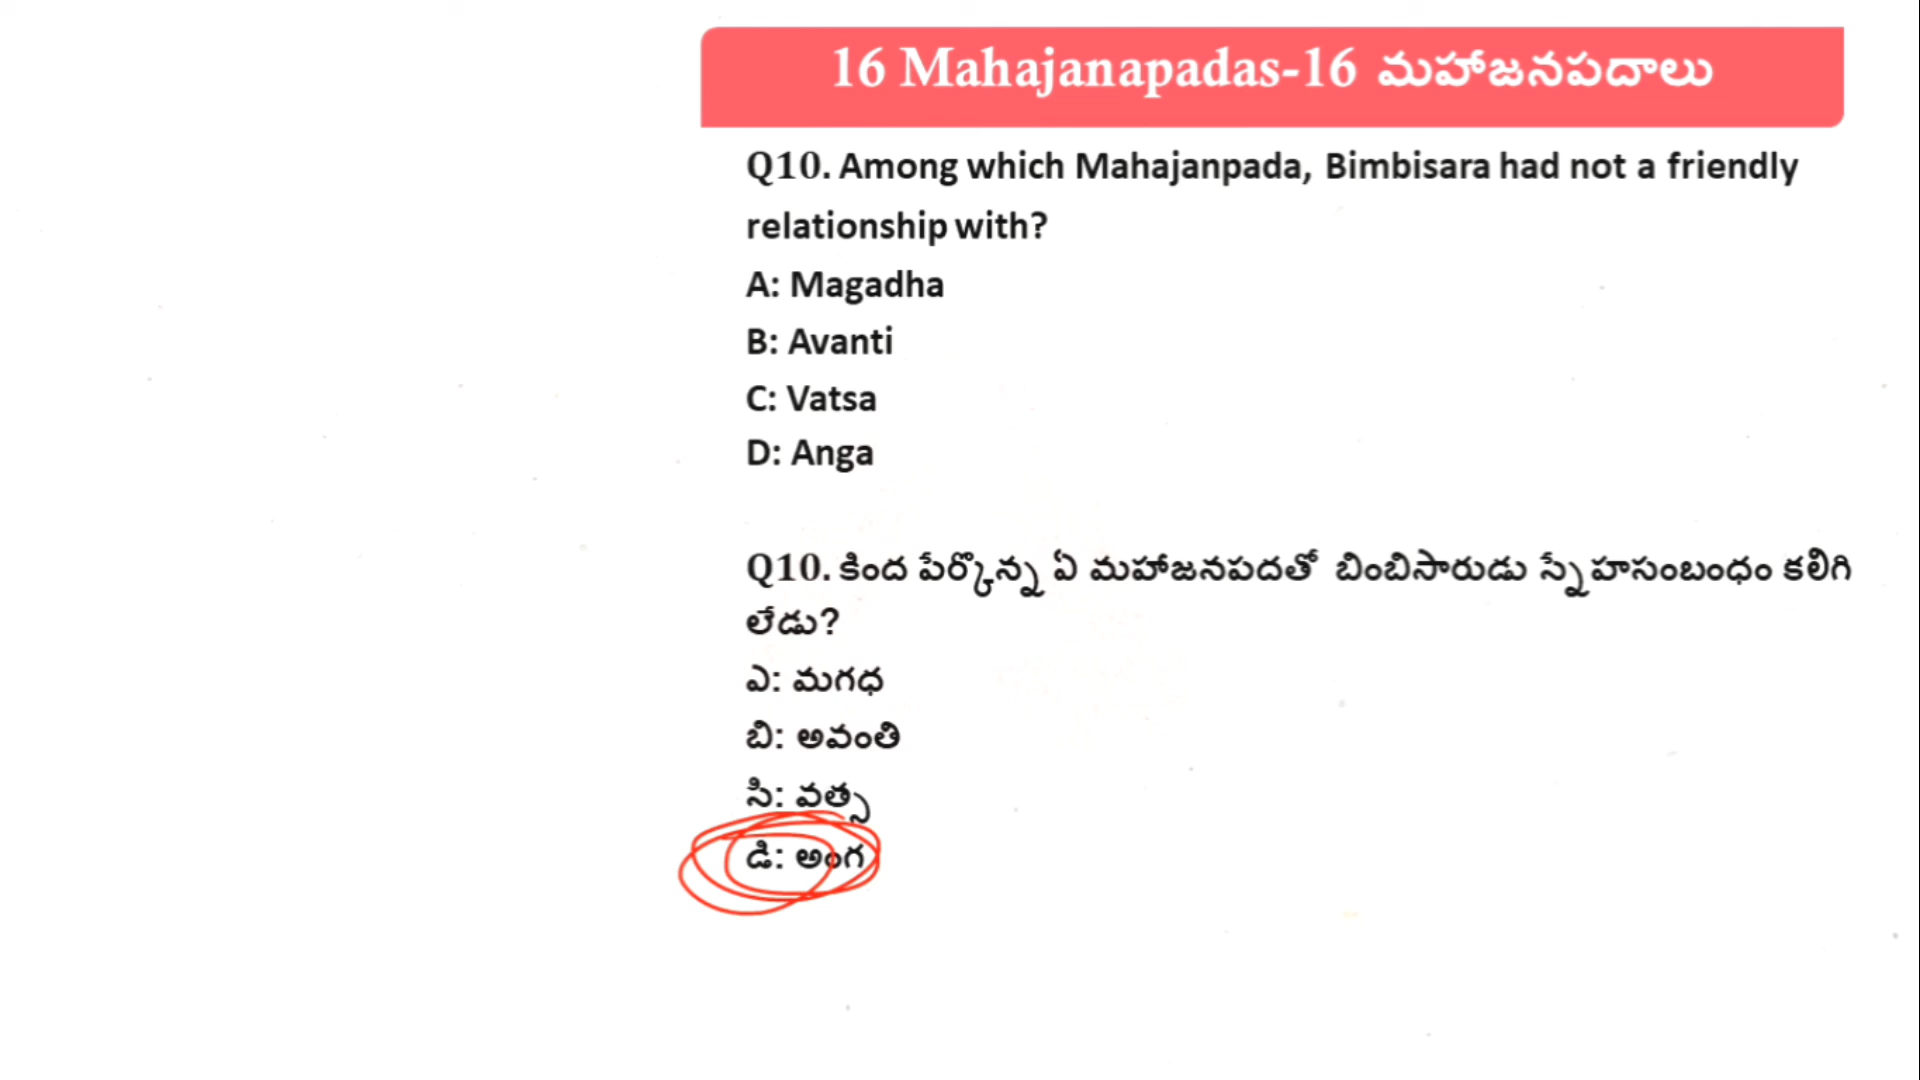 16 Mahajanapadas-16 మహాజనపదాలు
Q10. Among which Mahajanpada, Bimbisara had not a friendly
relationship with?
A: Magadha
B: Avanti
C: Vatsa
D: Anga
Q10. కింద పేర్కొన్న ఏ మహాజనపదతో బింబిసారుడు స్నేహసంబంధం కలిగి
లేడు?
ఎ: మగధ
బి: అవంతి
సి: వత్స
డి: అంగ